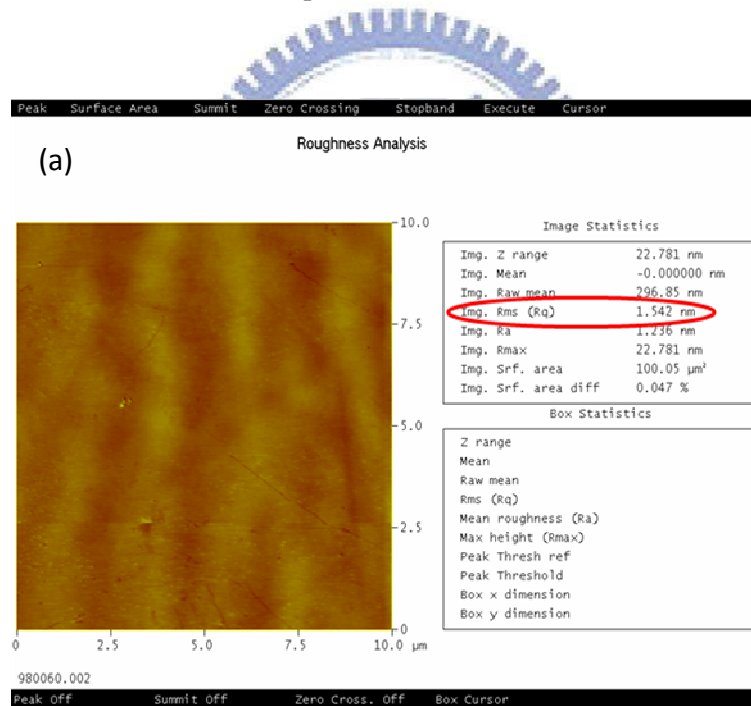 Peak Surface Area Summit Zero Crossing Stopband Execute Cursor
Roughness Analysis
(a)
10.0
7.5
5.0
2.5
0
0 2.5 5.0 7.5 10.0 µm
Image Statistics
Img. Z range 22.781 nm
Img. Mean -0.000000 nm
Img. Raw mean 296.85 nm
Img. Rms (Rq) 1.542 nm
Img. Ra 1.236 nm
Img. Rmax 22.781 nm
Img. Srf. area 100.05 µm²
Img. Srf. area diff 0.047 %
Box Statistics
Z range
Mean
Raw mean
Rms (Rq)
Mean roughness (Ra)
Max height (Rmax)
Peak Thresh ref
Peak Threshold
Box x dimension
Box y dimension
980060.002
Peak Off Summit Off Zero Cross. Off Box Cursor